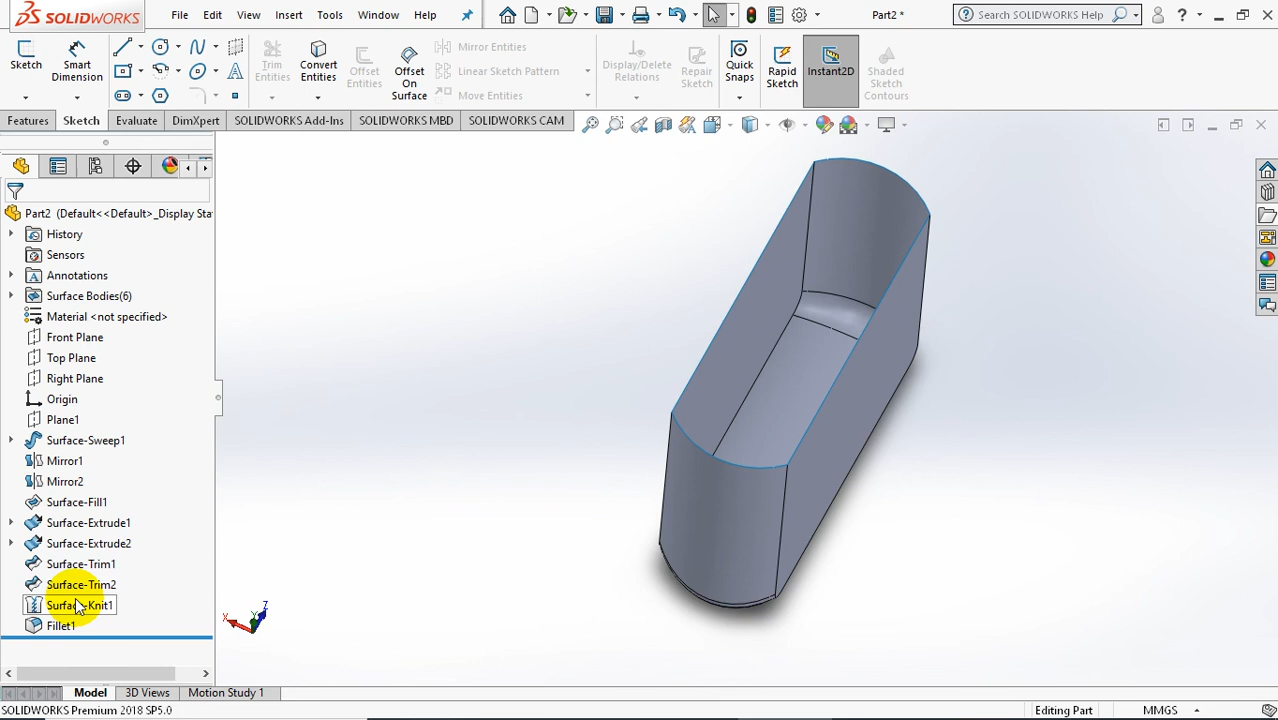 SOLIDWORKS
File
Edit
View
Insert
Tools
Window
Help
Part2 *
Search SOLIDWORKS Help
Sketch
Smart Dimension
Trim Entities
Convert Entities
Offset Entities
Offset On Surface
Mirror Entities
Linear Sketch Pattern
Move Entities
Display/Delete Relations
Repair Sketch
Quick Snaps
Rapid Sketch
Instant2D
Shaded Sketch Contours
Features
Sketch
Evaluate
DimXpert
SOLIDWORKS Add-Ins
SOLIDWORKS MBD
SOLIDWORKS CAM
Part2 (Default<<Default>_Display Sta
History
Sensors
Annotations
Surface Bodies(6)
Material <not specified>
Front Plane
Top Plane
Right Plane
Origin
Plane1
Surface-Sweep1
Mirror1
Mirror2
Surface-Fill1
Surface-Extrude1
Surface-Extrude2
Surface-Trim1
Surface-Trim2
Surface-Knit1
Fillet1
X
Y
Z
Model
3D Views
Motion Study 1
SOLIDWORKS Premium 2018 SP5.0
Editing Part
MMGS